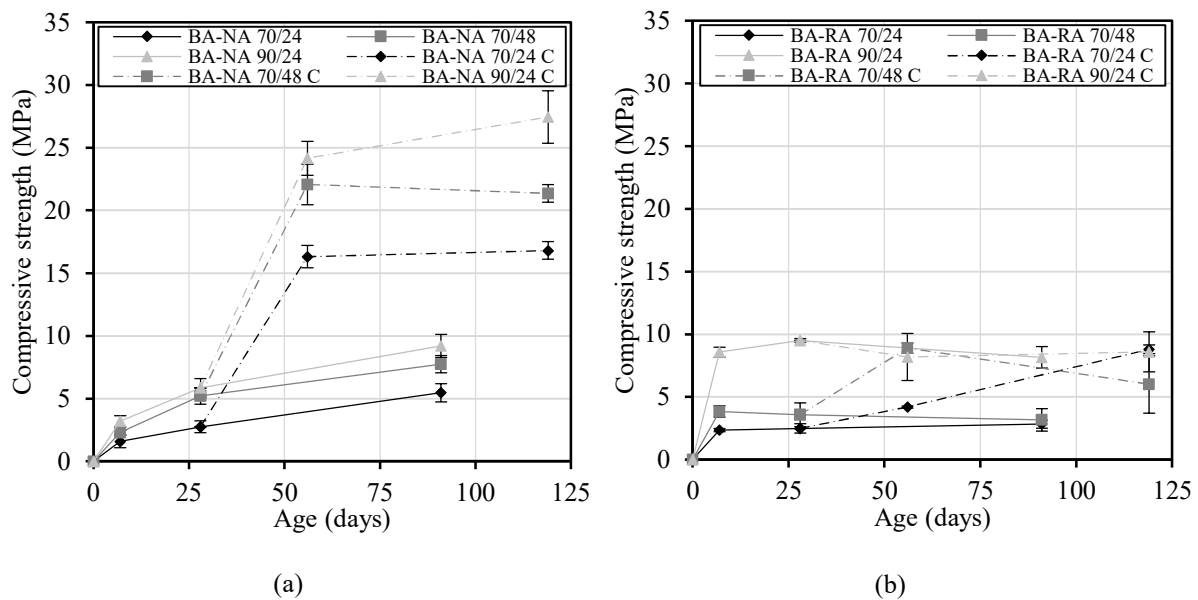 35
30
25
20
15
10
5
0
Compressive strength (MPa)
BA-NA 70/24 BA-NA 70/48
BA-NA 90/24 BA-NA 70/24 C
BA-NA 70/48 C BA-NA 90/24 C
0 25 50 75 100 125
Age (days)
(a)
35
30
25
20
15
10
5
0
Compressive strength (MPa)
BA-RA 70/24 BA-RA 70/48
BA-RA 90/24 BA-RA 70/24 C
BA-RA 70/48 C BA-RA 90/24 C
0 25 50 75 100 125
Age (days)
(b)